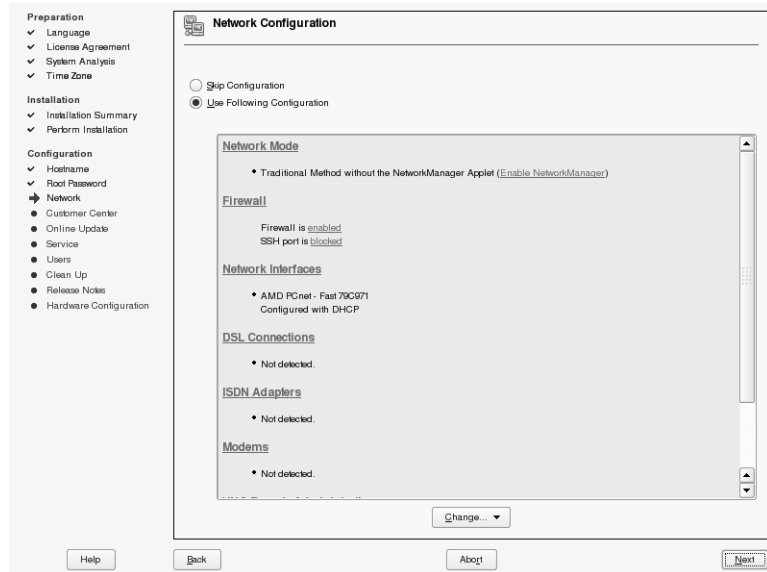 Preparation
Language
License Agreement
System Analysis
Time Zone
Installation
Installation Summary
Perform Installation
Configuration
Hostname
Root Password
Network
Customer Center
Online Update
Service
Users
Clean Up
Release Notes
Hardware Configuration
Network Configuration
Skip Configuration
Use Following Configuration
Network Mode
Traditional Method without the NetworkManager Applet (Enable NetworkManager)
Firewall
Firewall is enabled
SSH port is blocked
Network Interfaces
AMD PCnet - Fast 79C971
Configured with DHCP
DSL Connections
Not detected.
ISDN Adapters
Not detected.
Modems
Not detected.
Change...
Help
Back
Abort
Next